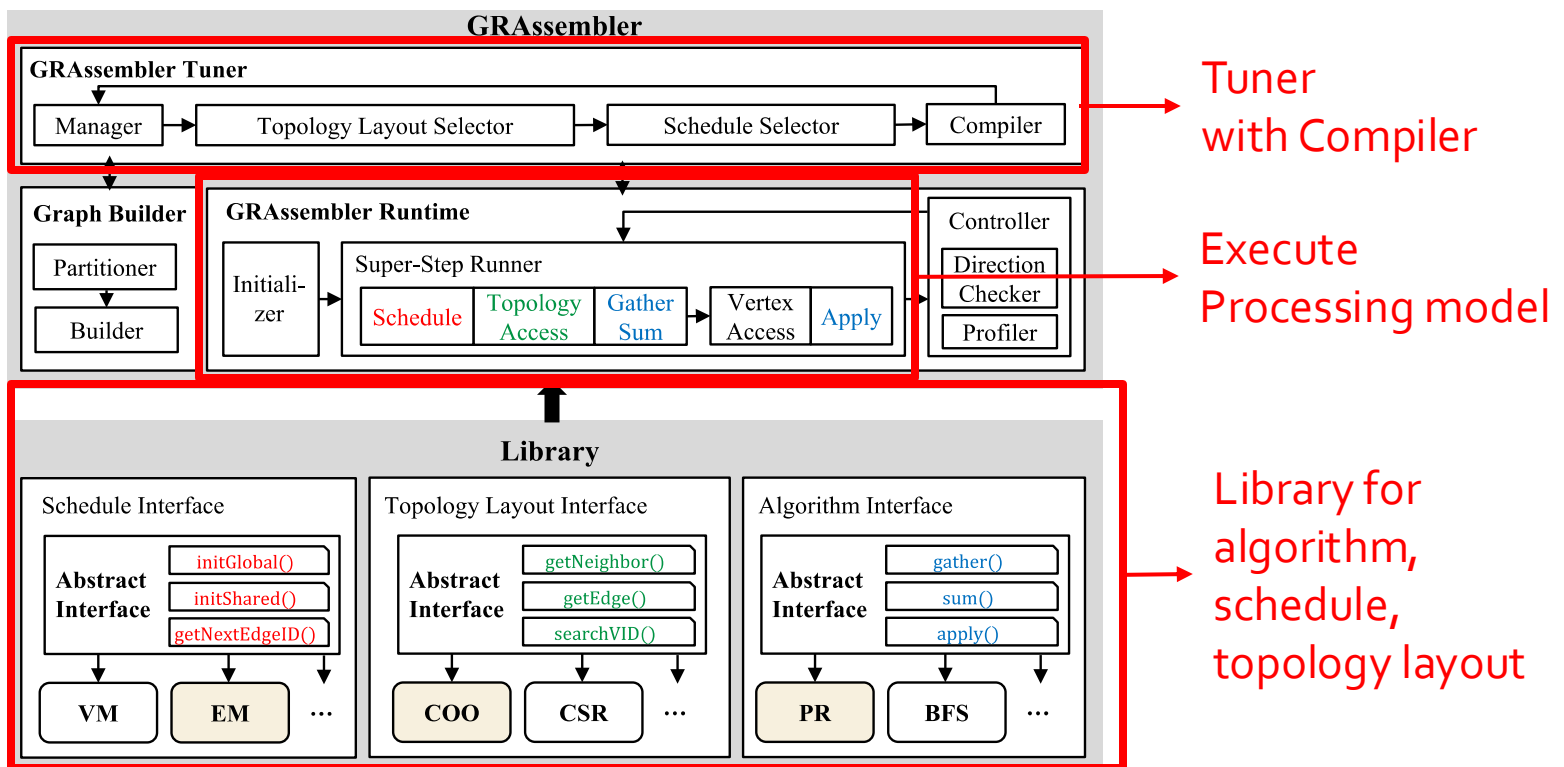 GRAssembler
GRAssembler Tuner
Manager
Topology Layout Selector
Schedule Selector
Compiler
Tuner
with Compiler
Graph Builder
Partitioner
Builder
GRAssembler Runtime
Initiali-
zer
Super-Step Runner
Schedule
Topology
Access
Gather
Sum
Vertex
Access
Apply
Controller
Direction
Checker
Profiler
Execute
Processing model
Library
Schedule Interface
Abstract
Interface
initGlobal()
initShared()
getNextEdgeID()
VM
EM
...
Topology Layout Interface
Abstract
Interface
getNeighbor()
getEdge()
searchVID()
COO
CSR
...
Algorithm Interface
Abstract
Interface
gather()
sum()
apply()
PR
BFS
...
Library for
algorithm,
schedule,
topology layout